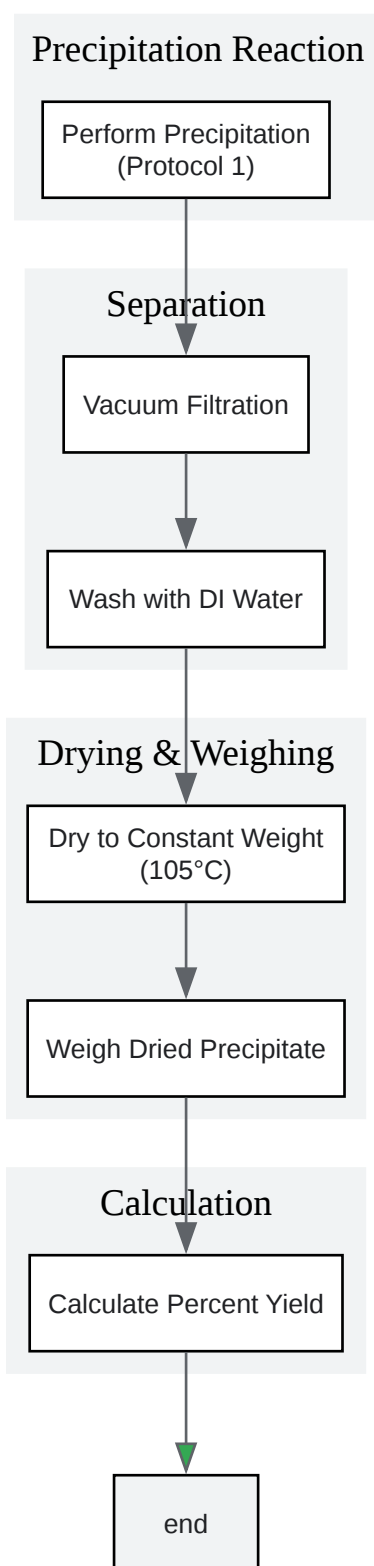 Precipitation Reaction
Perform Precipitation
(Protocol 1)
Separation
Vacuum Filtration
Wash with DI Water
Drying & Weighing
Dry to Constant Weight
(105°C)
Weigh Dried Precipitate
Calculation
Calculate Percent Yield
end